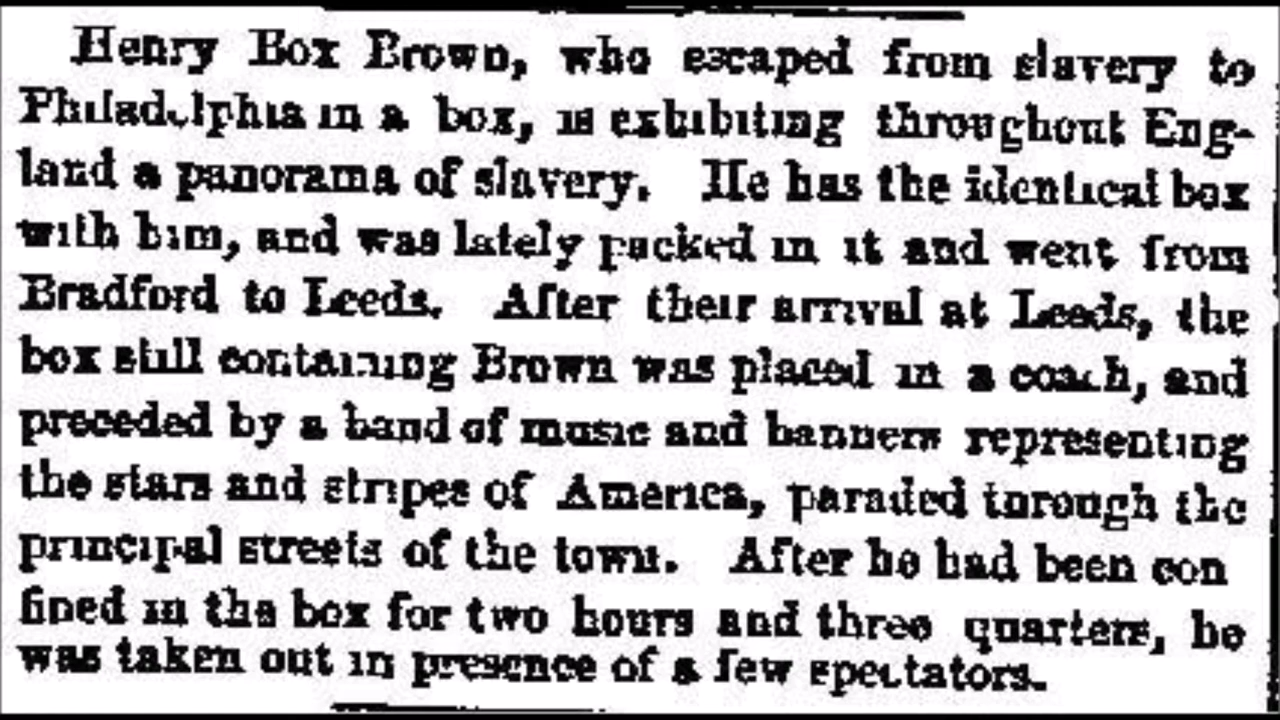 Henry Box Brown, who escaped from slavery to
Philadelphia in a box, is exhibiting throughout Eng-
land a panorama of slavery. He has the identical box
with him, and was lately packed in it and went from
Bradford to Leeds. After their arrival at Leeds, the
box still containing Brown was placed in a coach, and
preceded by a band of music and banners representing
the stars and stripes of America, paraded through the
principal streets of the town. After he had been con
fined in the box for two hours and three quarters, he
was taken out in presence of a few spectators.